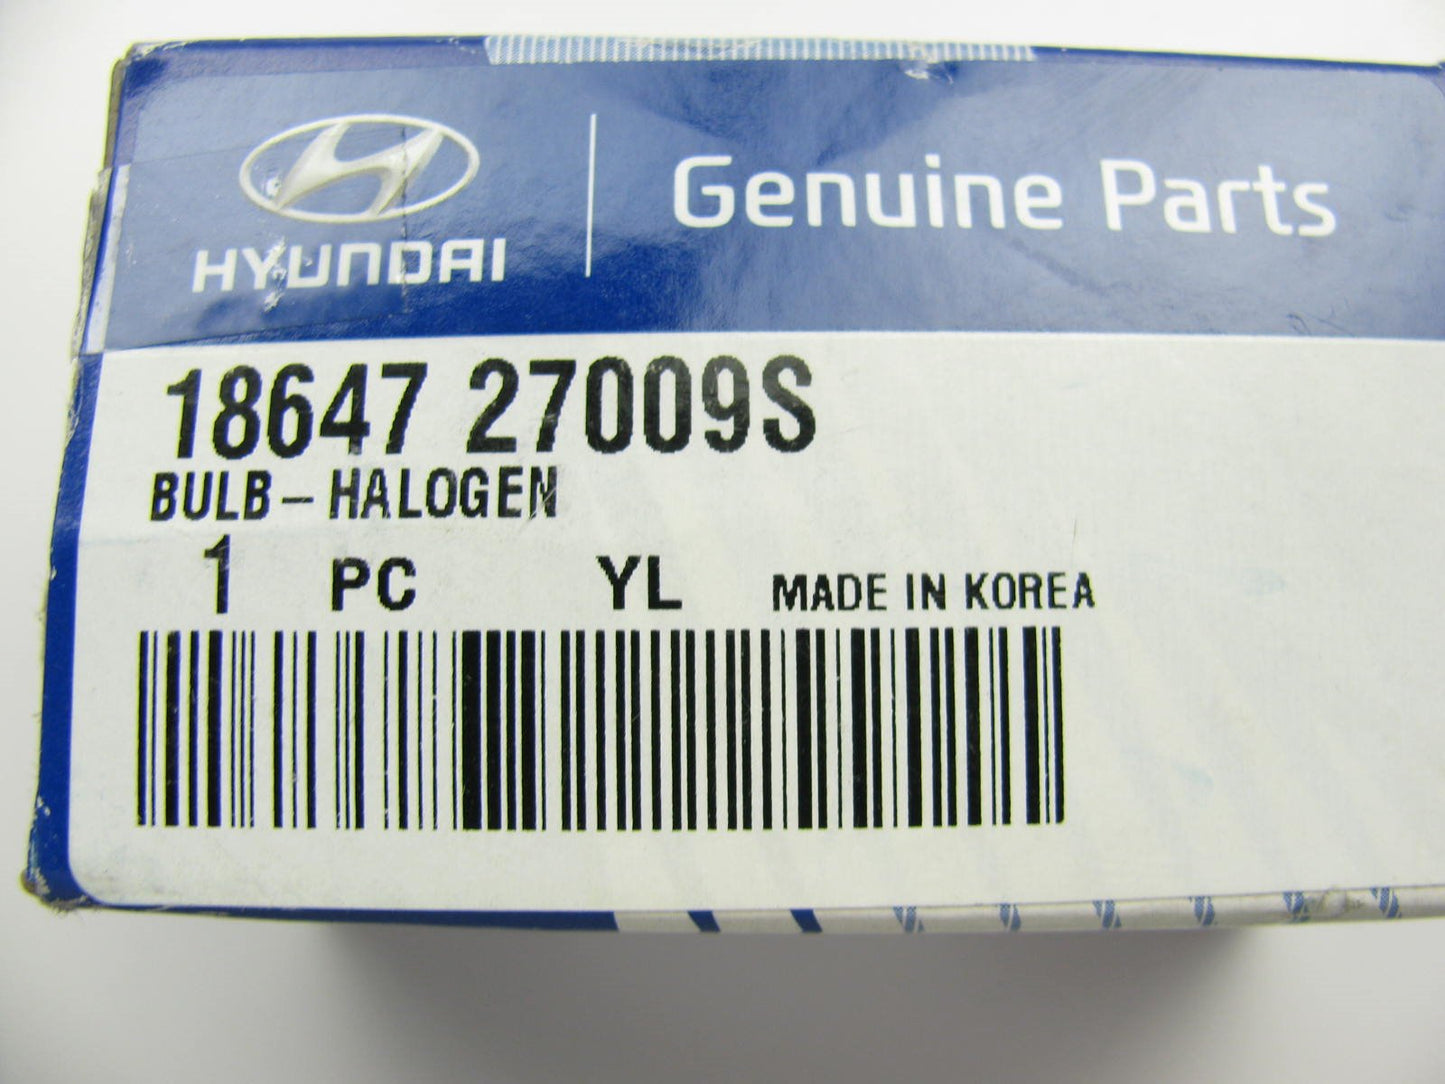 HYUNDAI
Genuine Parts
18647 27009S
BULB-HALOGEN
1 PC YL MADE IN KOREA